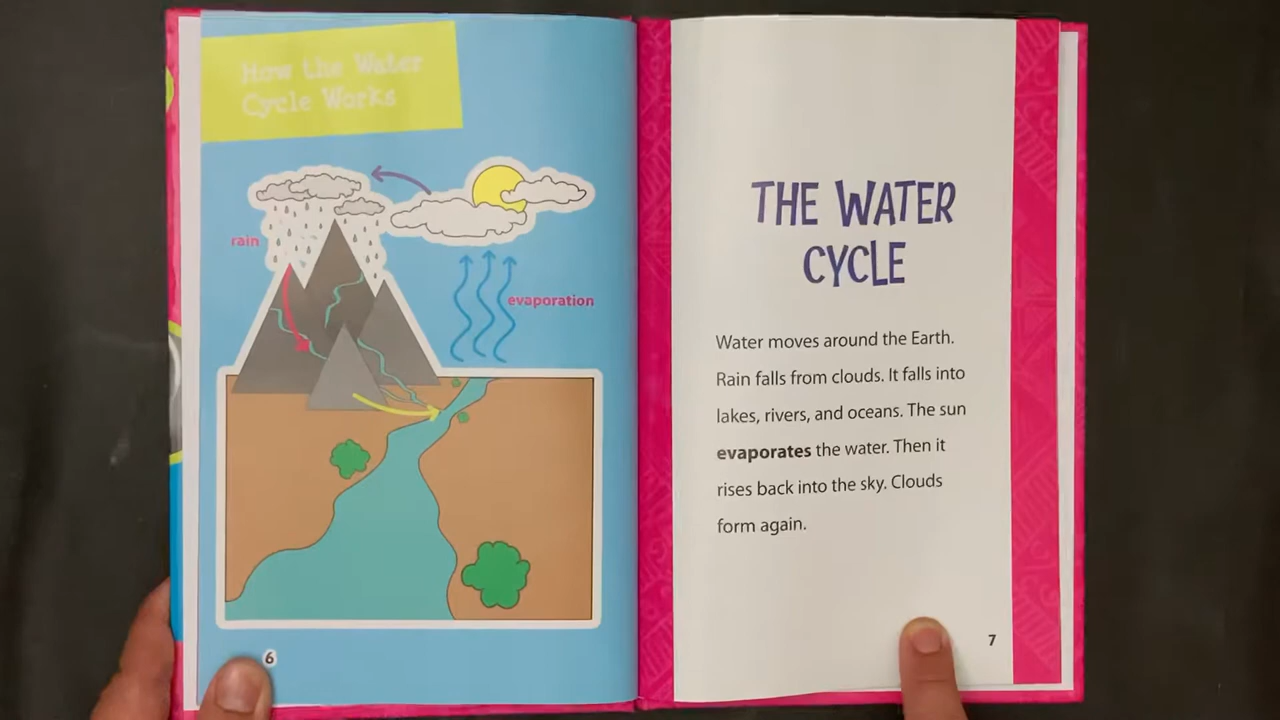 How the Water
Cycle Works
rain
evaporation
6
THE WATER
CYCLE
Water moves around the Earth.
Rain falls from clouds. It falls into
lakes, rivers, and oceans. The sun
evaporates the water. Then it
rises back into the sky. Clouds
form again.
7